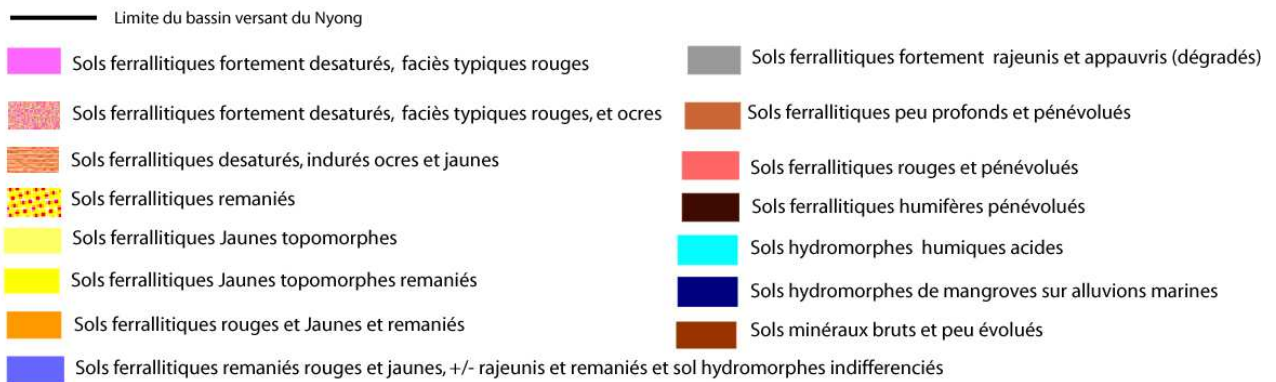 Limite du bassin versant du Nyong
Sols ferrallitiques fortement desaturés, faciès typiques rouges
Sols ferrallitiques fortement desaturés, faciès typiques rouges, et ocres
Sols ferrallitiques désaturés, indurés ocres et jaunes
Sols ferrallitiques remaniés
Sols ferrallitiques Jaunes topomorphes
Sols ferrallitiques Jaunes topomorphes remaniés
Sols ferrallitiques rouges et Jaunes et remaniés
Sols ferrallitiques remaniés rouges et jaunes, +/- rajeunis et remaniés et sol hydromorphes indifferenciés
Sols ferrallitiques fortement rajeunis et appauvris (dégradés)
Sols ferrallitiques peu profonds et pénévolués
Sols ferrallitiques rouges et pénévolués
Sols ferrallitiques humifères pénévolués
Sols hydromorphes humiques acides
Sols hydromorphes de mangroves sur alluvions marines
Sols minéraux bruts et peu évolués